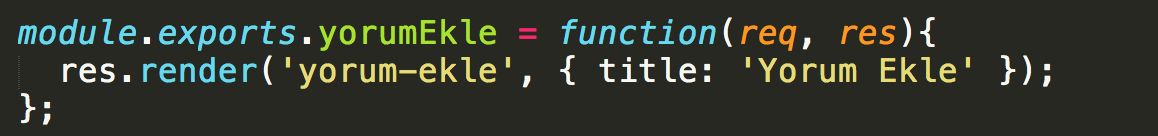 module.exports.yorumEkle = function(req, res){
  res.render('yorum-ekle', { title: 'Yorum Ekle' });
};